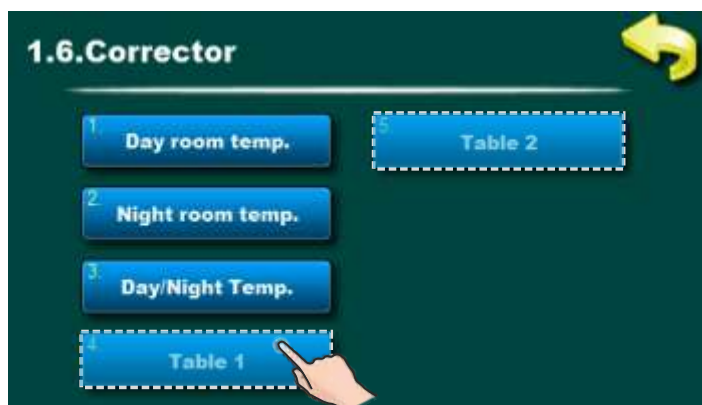 1.6.Corrector
1. Day room temp.
2. Night room temp.
3. Day/Night Temp.
4. Table 1
5. Table 2